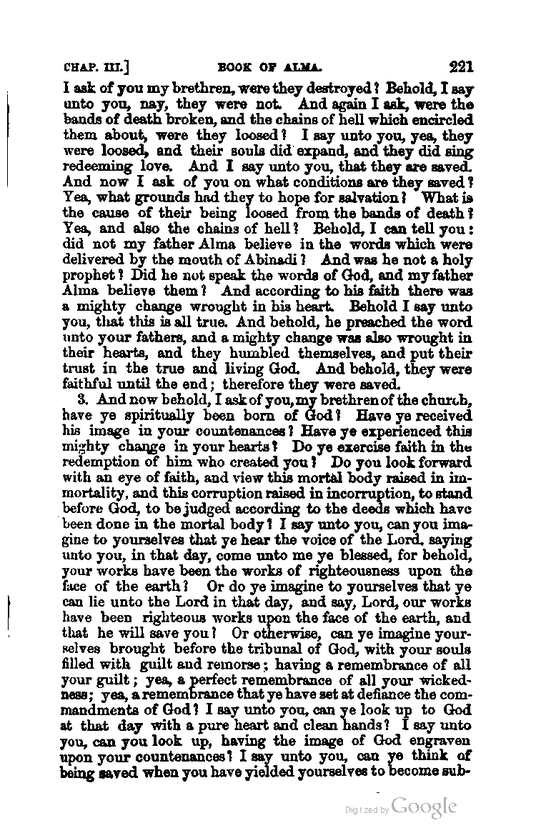 CHAP. III.] BOOK OF ALMA. 221
I ask of you my brethren, were they destroyed? Behold, I say
unto you, nay, they were not. And again I ask, were the
bands of death broken, and the chains of hell which encircled
them about, were they loosed? I say unto you, yea, they
were loosed, and their souls did expand, and they did sing
redeeming love. And I say unto you, that they are saved.
And now I ask of you on what conditions are they saved?
Yea, what grounds had they to hope for salvation? What is
the cause of their being loosed from the bands of death?
Yea, and also the chains of hell? Behold, I can tell you:
did not my father Alma believe in the words which were
delivered by the mouth of Abinadi? And was he not a holy
prophet? Did he not speak the words of God, and my father
Alma believe them? And according to his faith there was
a mighty change wrought in his heart. Behold I say unto
you, that this is all true. And behold, he preached the word
unto your fathers, and a mighty change was also wrought in
their hearts, and they humbled themselves, and put their
trust in the true and living God. And behold, they were
faithful until the end; therefore they were saved.
3. And now behold, I ask of you, my brethren of the church,
have ye spiritually been born of God? Have ye received
his image in your countenances? Have ye experienced this
mighty change in your hearts? Do ye exercise faith in the
redemption of him who created you? Do you look forward
with an eye of faith, and view this mortal body raised in im-
mortality, and this corruption raised in incorruption, to stand
before God, to be judged according to the deeds which have
been done in the mortal body? I say unto you, can you ima-
gine to yourselves that ye hear the voice of the Lord, saying
unto you, in that day, come unto me ye blessed, for behold,
your works have been the works of righteousness upon the
face of the earth? Or do ye imagine to yourselves that ye
can lie unto the Lord in that day, and say, Lord, our works
have been righteous works upon the face of the earth, and
that he will save you? Or otherwise, can ye imagine your-
selves brought before the tribunal of God, with your souls
filled with guilt and remorse; having a remembrance of all
your guilt; yea, a perfect remembrance of all your wicked-
ness; yea, a remembrance that ye have set at defiance the com-
mandments of God? I say unto you, can ye look up to God
at that day with a pure heart and clean hands? I say unto
you, can you look up, having the image of God engraven
upon your countenances? I say unto you, can ye think of
being saved when you have yielded yourselves to become sub-
Digitized by Google